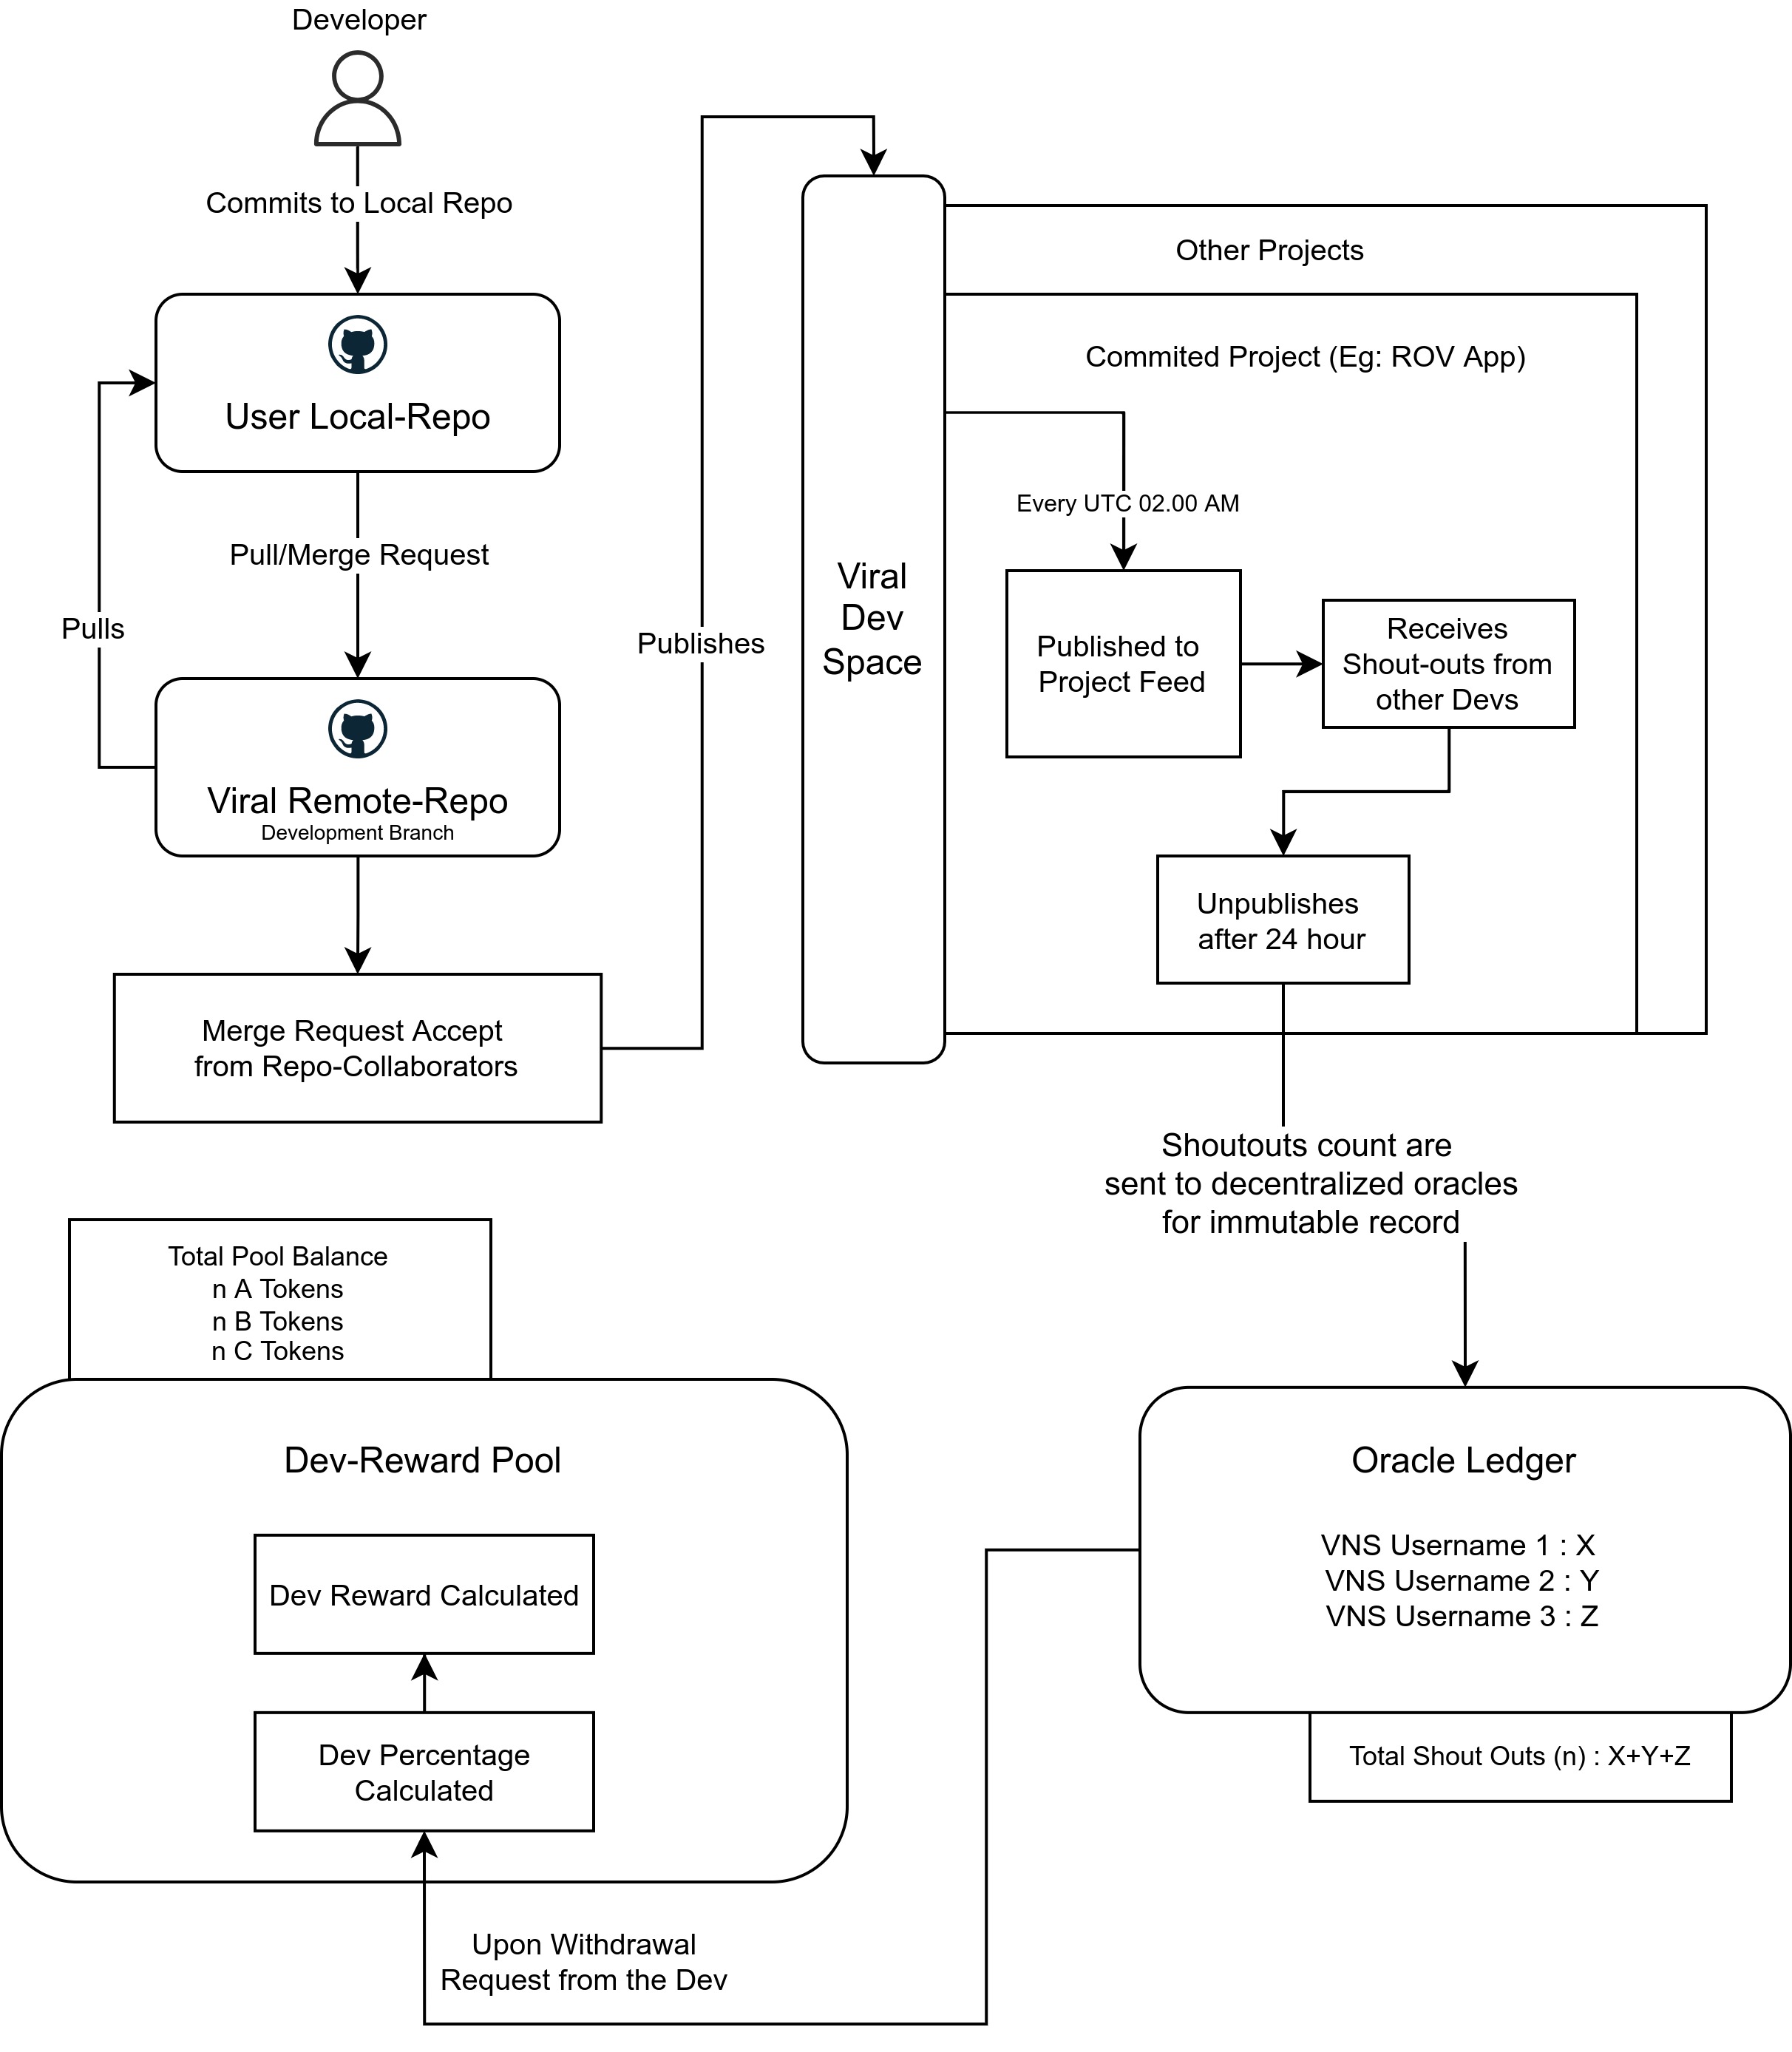 Developer
Commits to Local Repo
User Local-Repo
Pull/Merge Request
Pulls
Viral Remote-Repo
Development Branch
Merge Request Accept
from Repo-Collaborators
Publishes
Viral
Dev
Space
Other Projects
Commited Project (Eg: ROV App)
Every UTC 02.00 AM
Published to
Project Feed
Receives
Shout-outs from
other Devs
Unpublishes
after 24 hour
Shoutouts count are
sent to decentralized oracles
for immutable record
Oracle Ledger
VNS Username 1 : X
VNS Username 2 : Y
VNS Username 3 : Z
Total Shout Outs (n) : X+Y+Z
Total Pool Balance
n A Tokens
n B Tokens
n C Tokens
Dev-Reward Pool
Dev Reward Calculated
Dev Percentage
Calculated
Upon Withdrawal
Request from the Dev